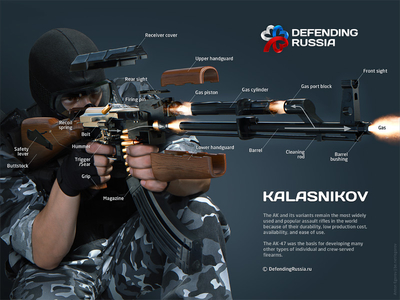 Receiver cover
DEFENDING
RUSSIA
Upper handguard
Front sight
Rear sight
Gas piston
Gas cylinder
Gas port block
Firing pin
Recoil
spring
Gas
Bolt
Safety
lever
Hummer
Lower handguard
Barrel
Cleaning
rod
Barrel
bushing
Buttstock
Trigger
/Sear
Grip
Magazine
KALASNIKOV
The AK and its variants remain the most widely
used and popular assault rifles in the world
because of their durability, low production cost,
availability, and ease of use.
The AK 47 was the basis for developing many
other types of individual and crew served
firearms.
© DefendingRussia.ru